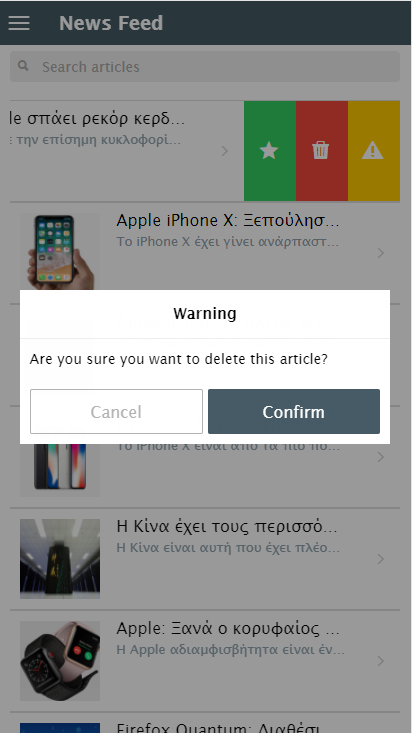 News Feed
Search articles
le σπάει ρεκόρ κερδ...
ε την επίσημη κυκλοφορί...
Apple iPhone X: Ξεπούλησ...
Το iPhone X έχει γίνει ανάρπαστ...
Warning
Are you sure you want to delete this article?
Cancel
Confirm
Το iPhone X είναι από τα πιο πο...
Η Κίνα έχει τους περισσό...
Η Κίνα είναι αυτή που έχει πλέο...
Apple: Ξανά ο κορυφαίος ...
Η Apple αδιαμφισβήτητα είναι έν...
Firefox Quantum: Διαθέσι